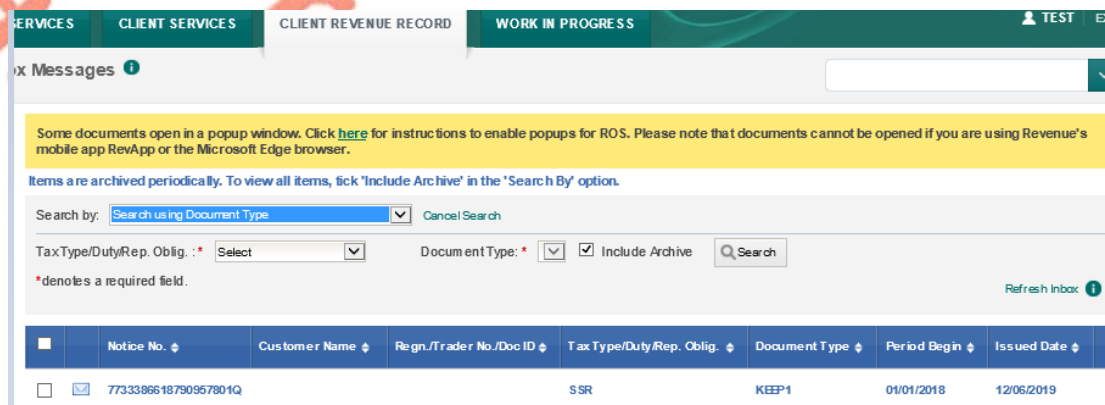 ERVICES CLIENT SERVICES CLIENT REVENUE RECORD WORK IN PROGRESS TEST
ox Messages
Some documents open in a popup window. Click here for instructions to enable popups for ROS. Please note that documents cannot be opened if you are using Revenue's
mobile app RevApp or the Microsoft Edge browser.
Items are archived periodically. To view all items, tick 'Include Archive' in the 'Search By' option.
Search by: Search using Document Type Cancel Search
Tax Type/Duty/Rep. Oblig. :* Select Document Type: * Include Archive Search
*denotes a required field.
Refresh Inbox
Notice No. Customer Name Regn./Trader No./Doc ID Tax Type/Duty/Rep. Oblig. Document Type Period Begin Issued Date
7733386618790957801Q SSR KEEP1 01/01/2018 12/06/2019